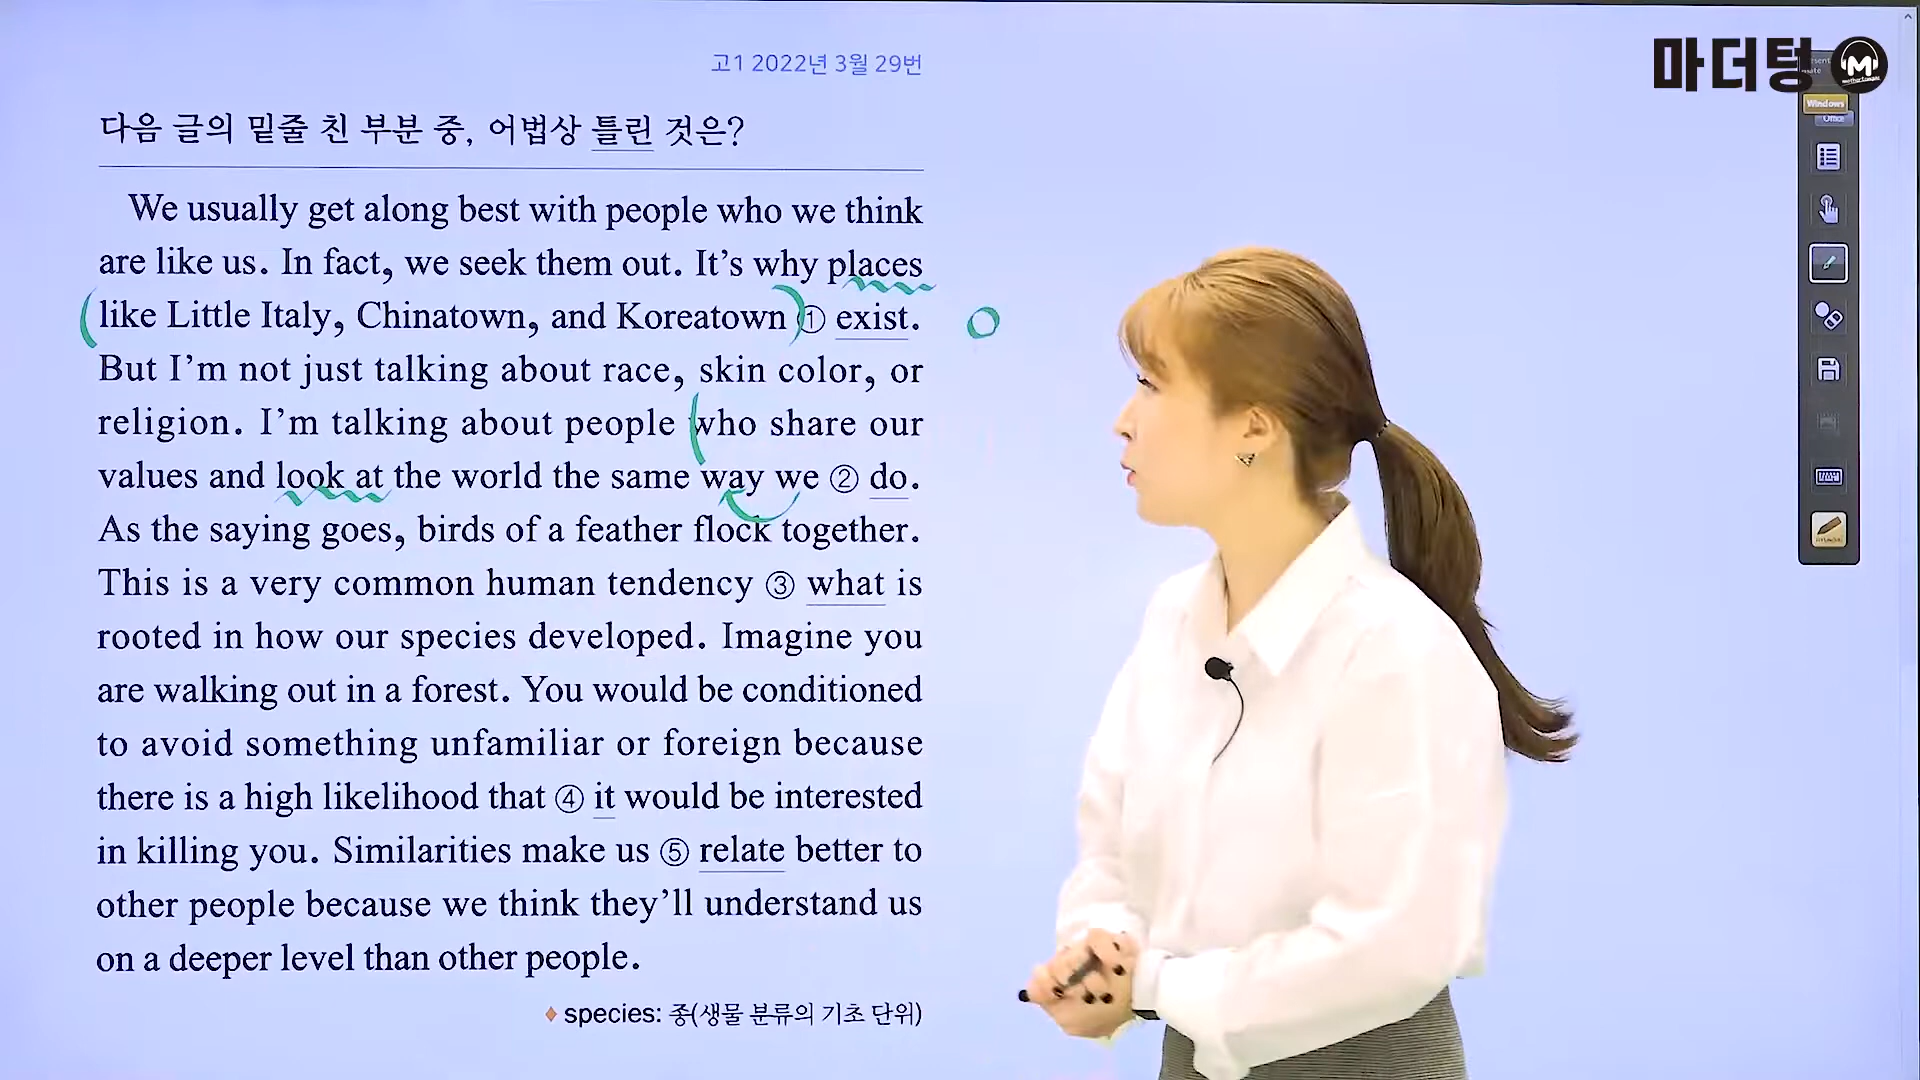 고1 2022년 3월 29번
마더텅
다음 글의 밑줄 친 부분 중, 어법상 틀린 것은?
We usually get along best with people who we think
are like us. In fact, we seek them out. It's why places
like Little Italy, Chinatown, and Koreatown ① exist.
But I'm not just talking about race, skin color, or
religion. I'm talking about people who share our
values and look at the world the same way we ② do.
As the saying goes, birds of a feather flock together.
This is a very common human tendency ③ what is
rooted in how our species developed. Imagine you
are walking out in a forest. You would be conditioned
to avoid something unfamiliar or foreign because
there is a high likelihood that ④ it would be interested
in killing you. Similarities make us ⑤ relate better to
other people because we think they'll understand us
on a deeper level than other people.
♦ species: 종(생물 분류의 기초 단위)
Windows
Office